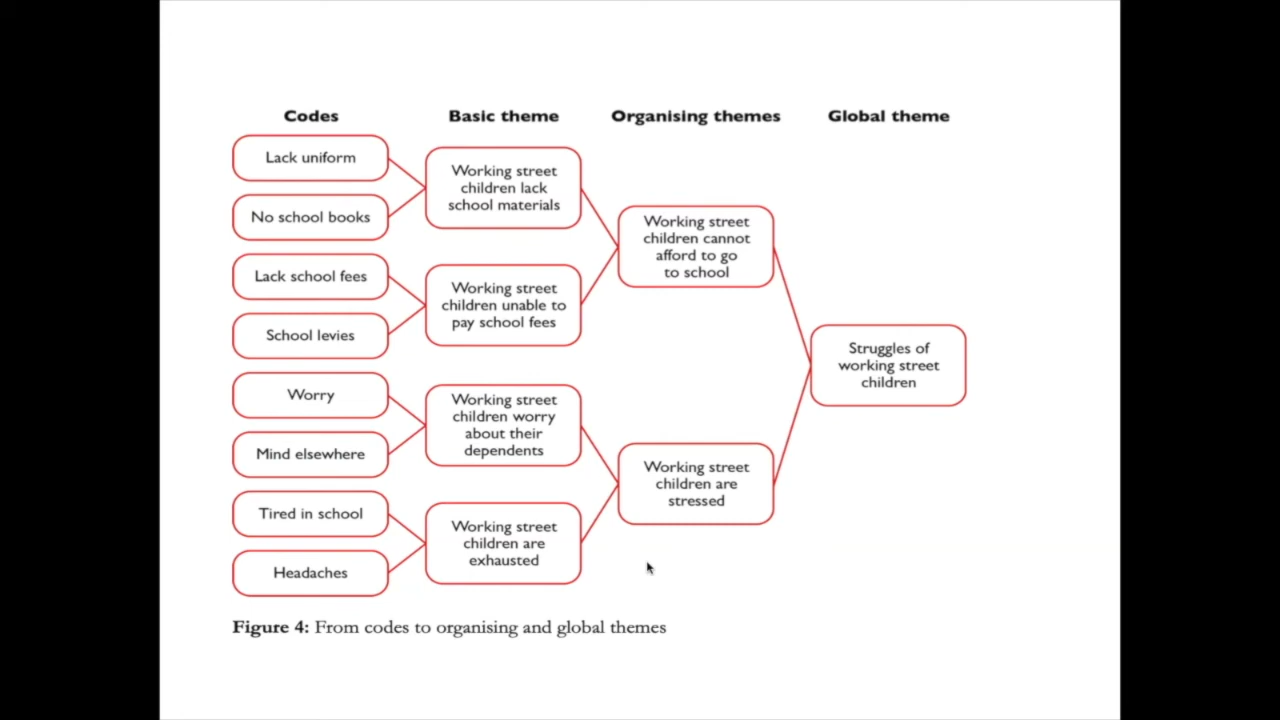 Codes
Basic theme
Organising themes
Global theme
Lack uniform
No school books
Lack school fees
School levies
Worry
Mind elsewhere
Tired in school
Headaches
Working street
children lack
school materials
Working street
children unable to
pay school fees
Working street
children worry
about their
dependents
Working street
children are
exhausted
Working street
children cannot
afford to go
to school
Working street
children are
stressed
Struggles of
working street
children
Figure 4: From codes to organising and global themes